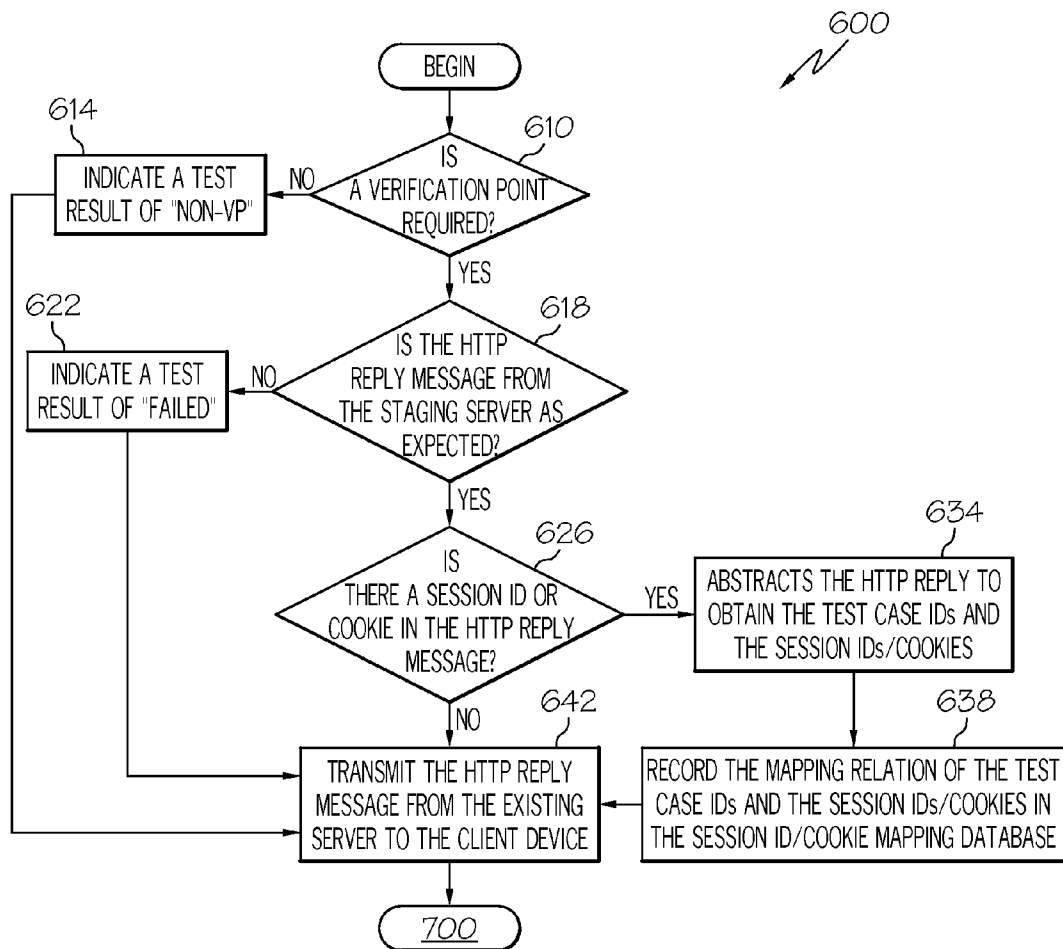 600
BEGIN
614
610
INDICATE A TEST
RESULT OF "NON-VP"
NO
IS
A VERIFICATION POINT
REQUIRED?
YES
622
618
INDICATE A TEST
RESULT OF "FAILED"
NO
IS THE HTTP
REPLY MESSAGE FROM
THE STAGING SERVER AS
EXPECTED?
YES
626
634
IS
THERE A SESSION ID OR
COOKIE IN THE HTTP REPLY
MESSAGE?
YES
ABSTRACTS THE HTTP REPLY TO
OBTAIN THE TEST CASE IDs AND
THE SESSION IDs/COOKIES
NO
642
638
TRANSMIT THE HTTP REPLY
MESSAGE FROM THE EXISTING
SERVER TO THE CLIENT DEVICE
RECORD THE MAPPING RELATION OF THE TEST
CASE IDs AND THE SESSION IDs/COOKIES IN
THE SESSION ID/COOKIE MAPPING DATABASE
700